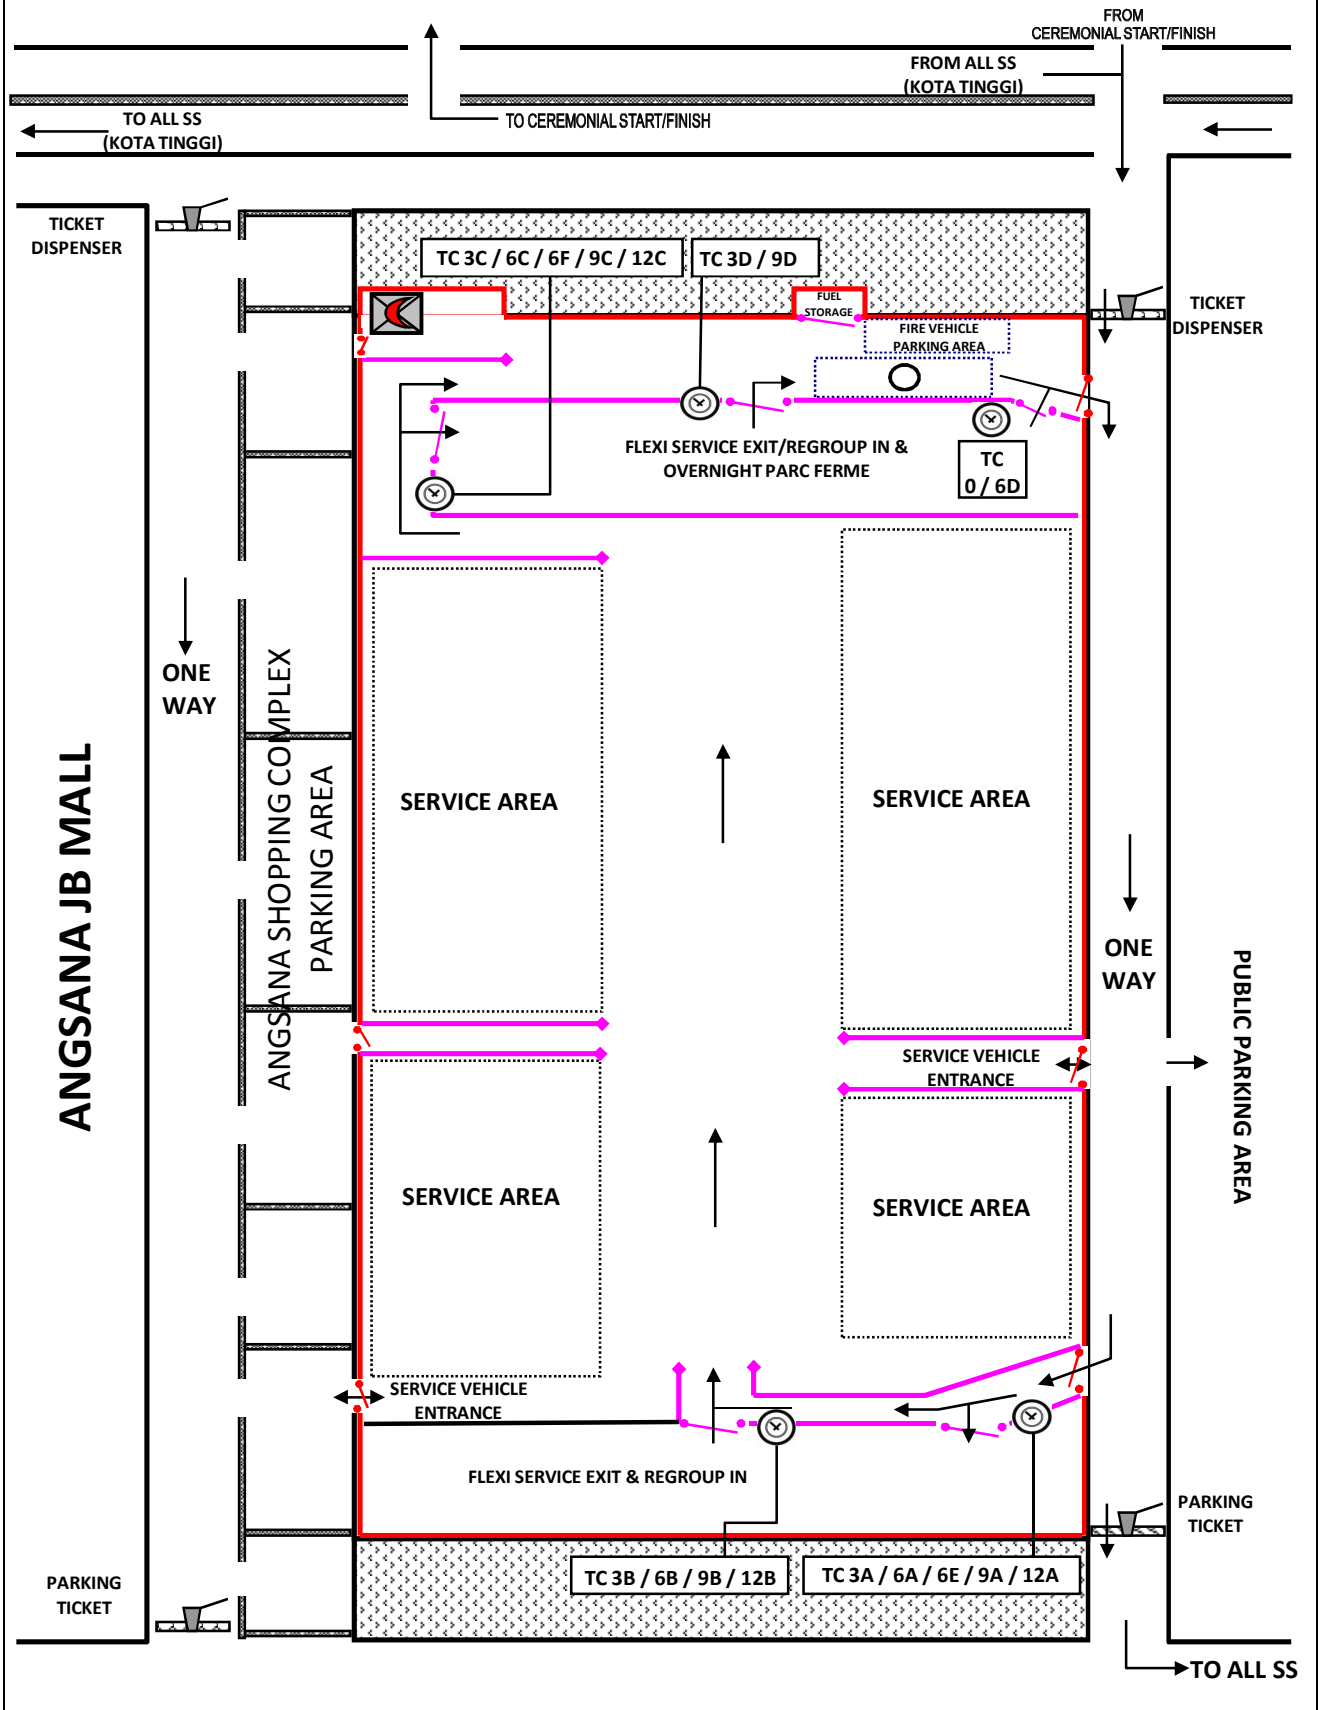 FROM
CEREMONIAL START/FINISH
FROM ALL SS
(KOTA TINGGI)
TO ALL SS
(KOTA TINGGI)
TO CEREMONIAL START/FINISH
TICKET
DISPENSER
TC 3C / 6C / 6F / 9C / 12C
TC 3D / 9D
FUEL
STORAGE
FIRE VEHICLE
PARKING AREA
TICKET
DISPENSER
FLEXI SERVICE EXIT/REGROUP IN &
OVERNIGHT PARC FERME
TC
0 / 6D
ONE
WAY
ANGSANA JB MALL
ANGSANA SHOPPING COMPLEX
PARKING AREA
SERVICE AREA
SERVICE AREA
ONE
WAY
PUBLIC PARKING AREA
SERVICE VEHICLE
ENTRANCE
SERVICE AREA
SERVICE AREA
SERVICE VEHICLE
ENTRANCE
FLEXI SERVICE EXIT & REGROUP IN
PARKING
TICKET
TC 3B / 6B / 9B / 12B
TC 3A / 6A / 6E / 9A / 12A
PARKING
TICKET
TO ALL SS